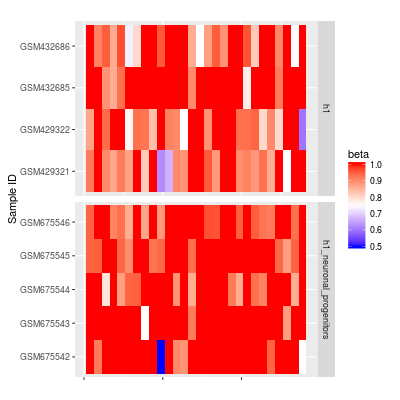 Sample ID
GSM432686
GSM432685
GSM429322
GSM429321
h1
GSM675546
GSM675545
GSM675544
GSM675543
GSM675542
h1_neuronal_progenitors
beta
1.0
0.9
0.8
0.7
0.6
0.5